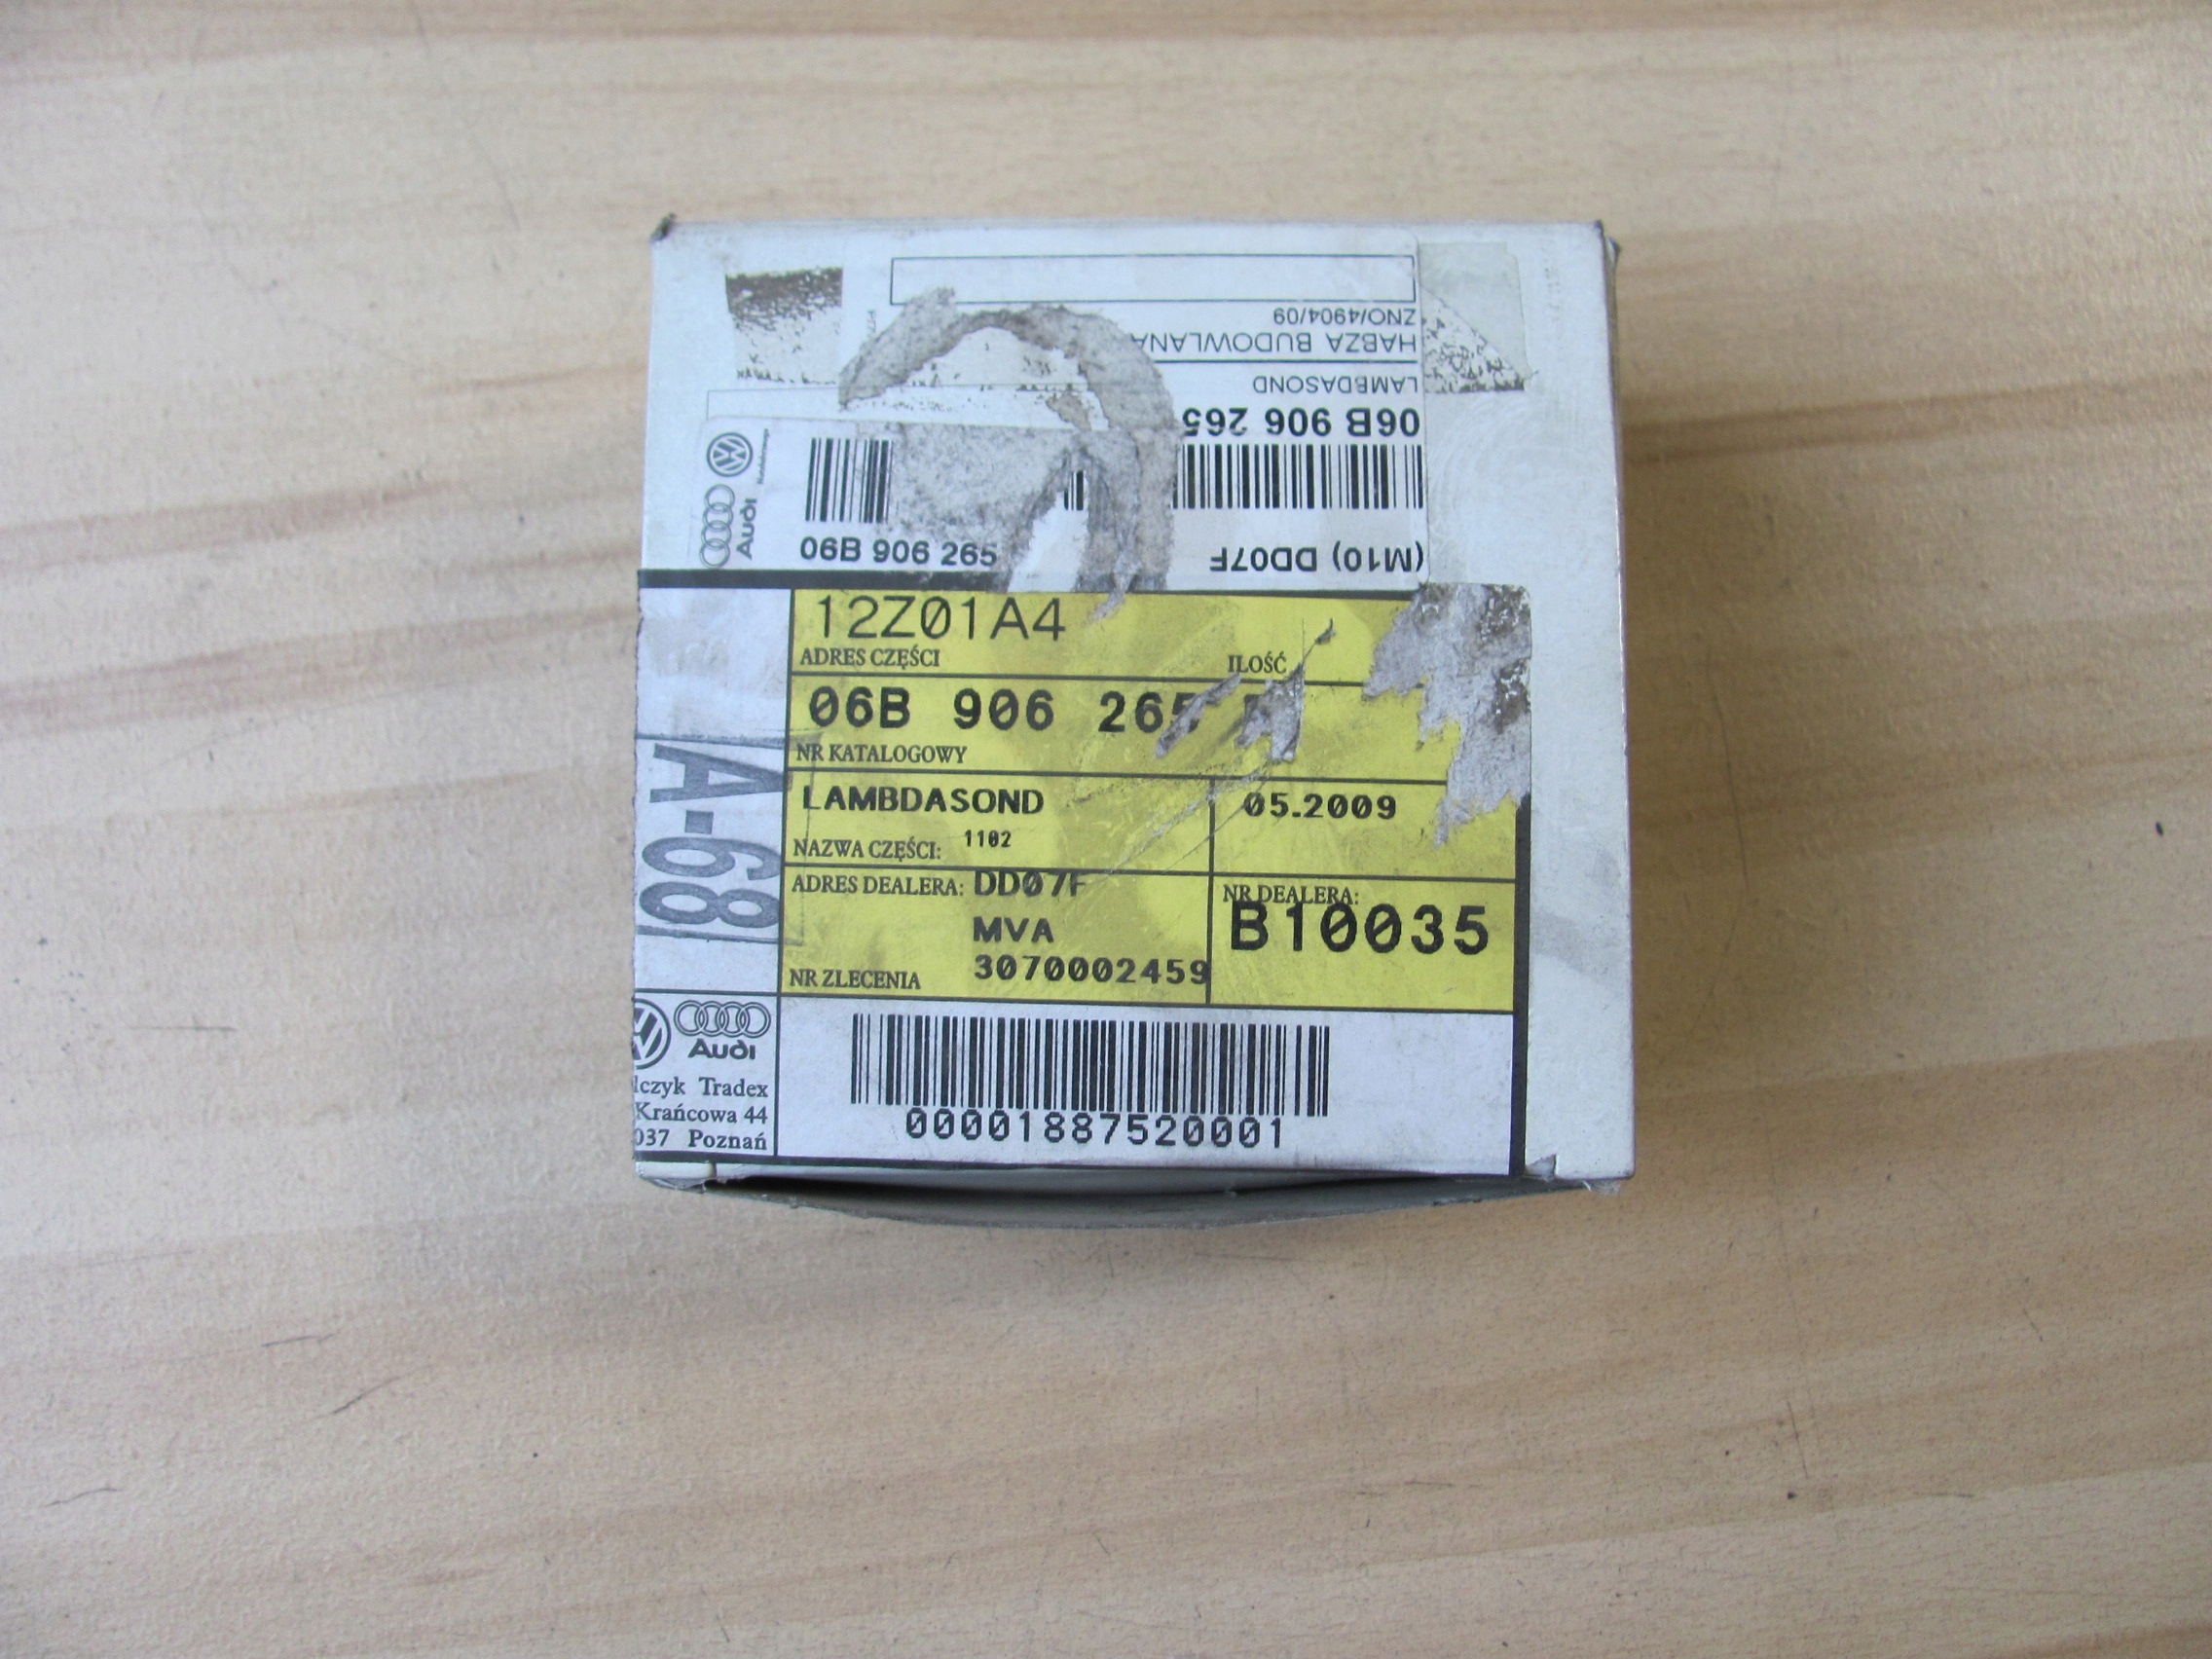 ZNO/4904/09
HABZA BUDOWLANA
LAMBDASOND
06B 906 265
(M10) DD07F
Audi
06B 906 265
12Z01A4
ADRES CZĘŚCI
ILOŚĆ
06B 906 265
NR KATALOGOWY
LAMBDASOND
05.2009
NAZWA CZĘŚCI: 1102
ADRES DEALERA: DD07F
NR DEALERA:
MVA
B10035
NR ZLECENIA 3070002459
A-68
Audi
lczyk Tradex
Krańcowa 44
037 Poznań
00001887520001